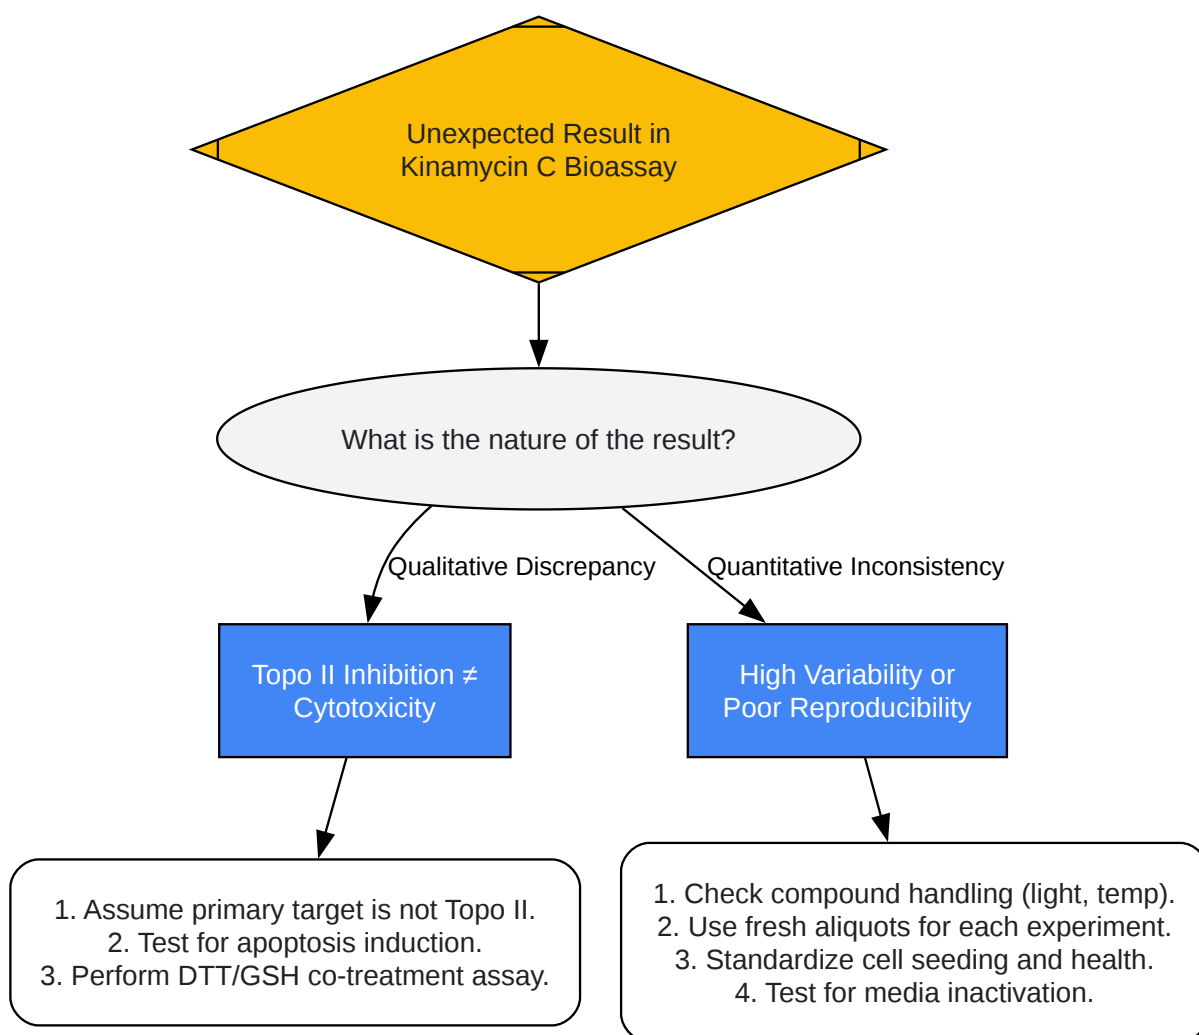 Unexpected Result in
Kinamycin C Bioassay
What is the nature of the result?
Qualitative Discrepancy
Quantitative Inconsistency
Topo II Inhibition ≠
Cytotoxicity
High Variability or
Poor Reproducibility
1. Assume primary target is not Topo II.
2. Test for apoptosis induction.
3. Perform DTT/GSH co-treatment assay.
1. Check compound handling (light, temp).
2. Use fresh aliquots for each experiment.
3. Standardize cell seeding and health.
4. Test for media inactivation.